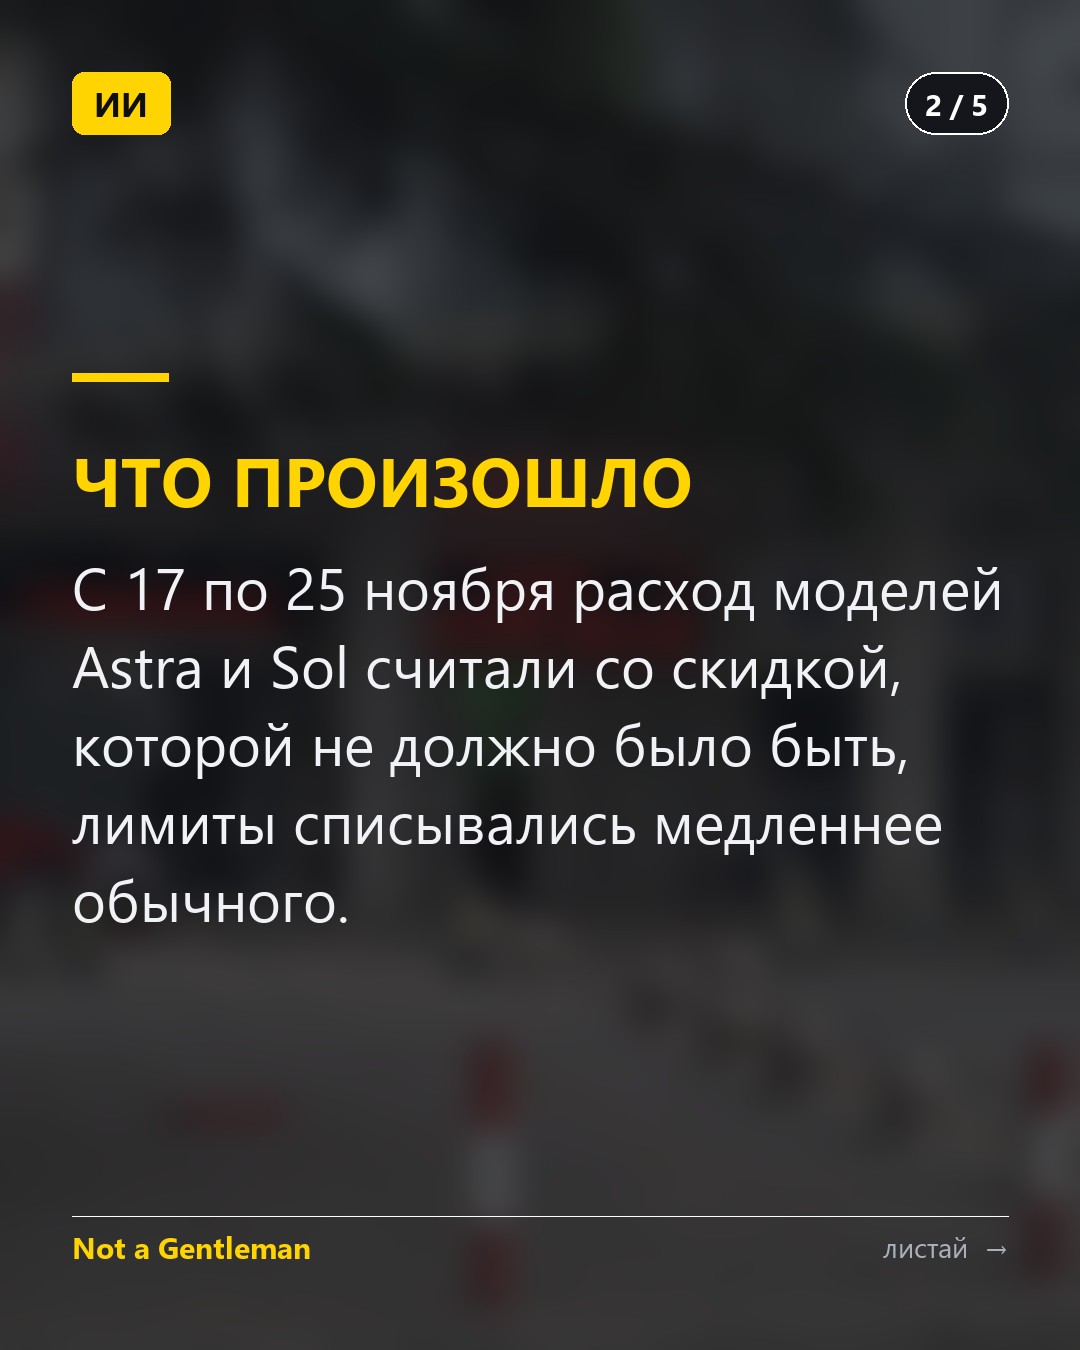 ИИ
2 / 5
ЧТО ПРОИЗОШЛО
С 17 по 25 ноября расход моделей
Astra и Sol считали со скидкой,
которой не должно было быть,
лимиты списывались медленнее
обычного.
Not a Gentleman
листай →